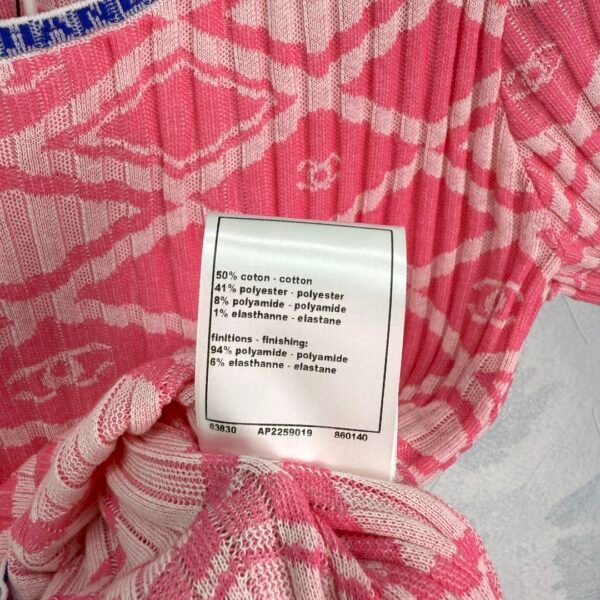 50% coton - cotton
41% polyester - polyester
8% polyamide - polyamide
1% elasthanne - elastane
finitions - finishing:
94% polyamide - polyamide
6% elasthanne - elastane
63830 AP2259019 860140